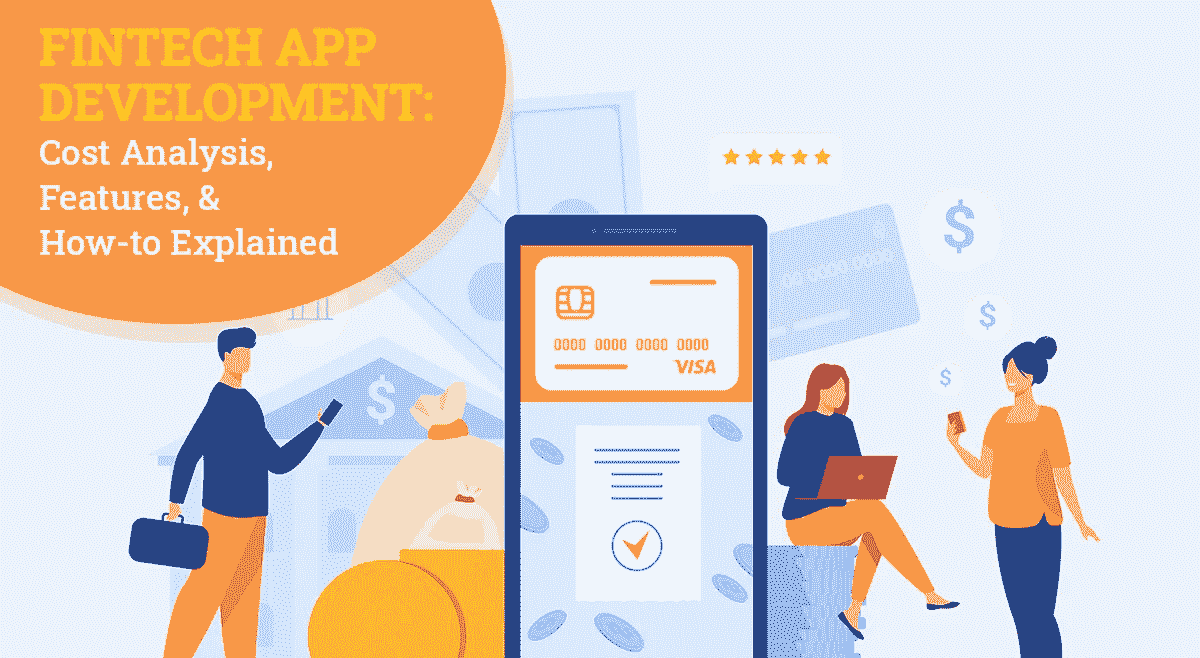 FINTECH APP
DEVELOPMENT:
Cost Analysis,
Features, &
How-to Explained
$
$
$
$
0000 0000 0000 0000
VISA